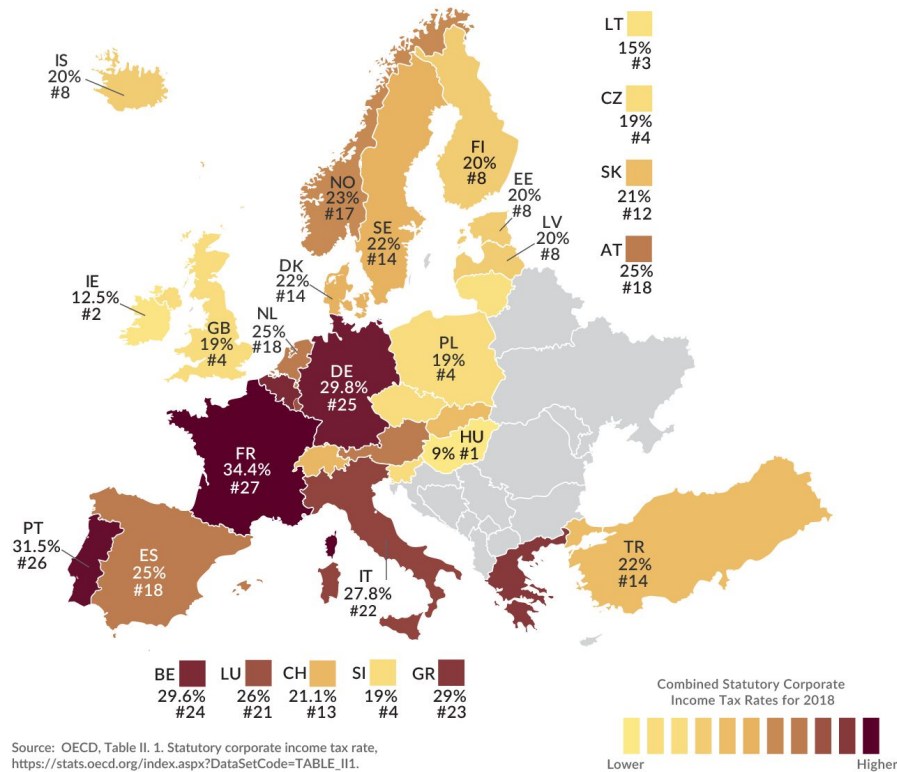 LT
15%
#3
IS
20%
#8
CZ
19%
#4
FI
20%
#8
SK
21%
#12
EE
20%
#8
NO
23%
#17
LV
20%
#8
SE
22%
#14
AT
25%
#18
DK
22%
#14
IE
12.5%
#2
NL
25%
#18
GB
19%
#4
PL
19%
#4
DE
29.8%
#25
HU
9% #1
FR
34.4%
#27
PT
31.5%
#26
ES
25%
#18
IT
27.8%
#22
TR
22%
#14
BE
29.6%
#24
LU
26%
#21
CH
21.1%
#13
SI
19%
#4
GR
29%
#23
Combined Statutory Corporate
Income Tax Rates for 2018
Lower
Higher
Source: OECD, Table II. 1. Statutory corporate income tax rate,
https://stats.oecd.org/index.aspx?DataSetCode=TABLE_II1.